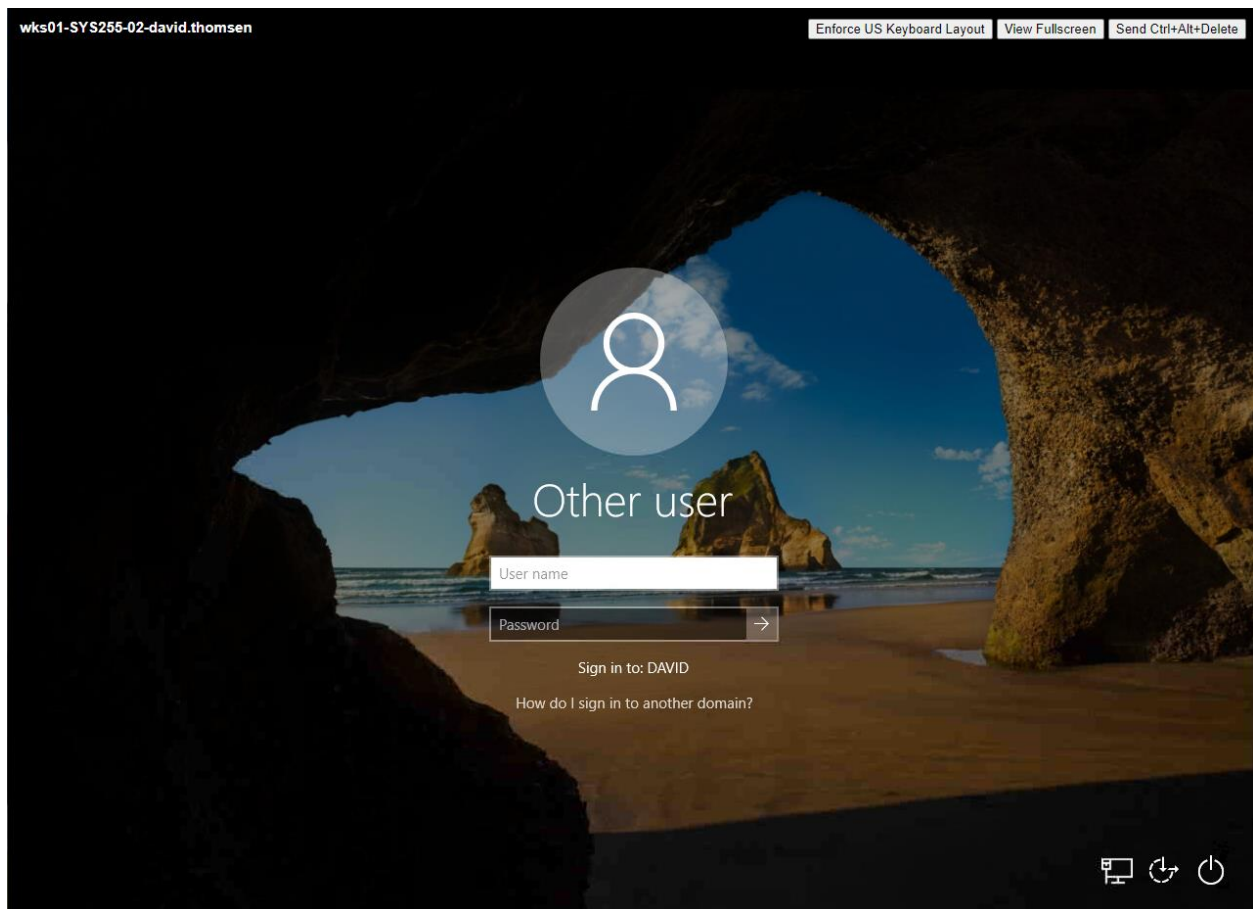 wks01-SYS255-02-david.thomsen
Enforce US Keyboard Layout View Fullscreen Send Ctrl+Alt+Delete
Other user
User name
Password
Sign in to: DAVID
How do I sign in to another domain?